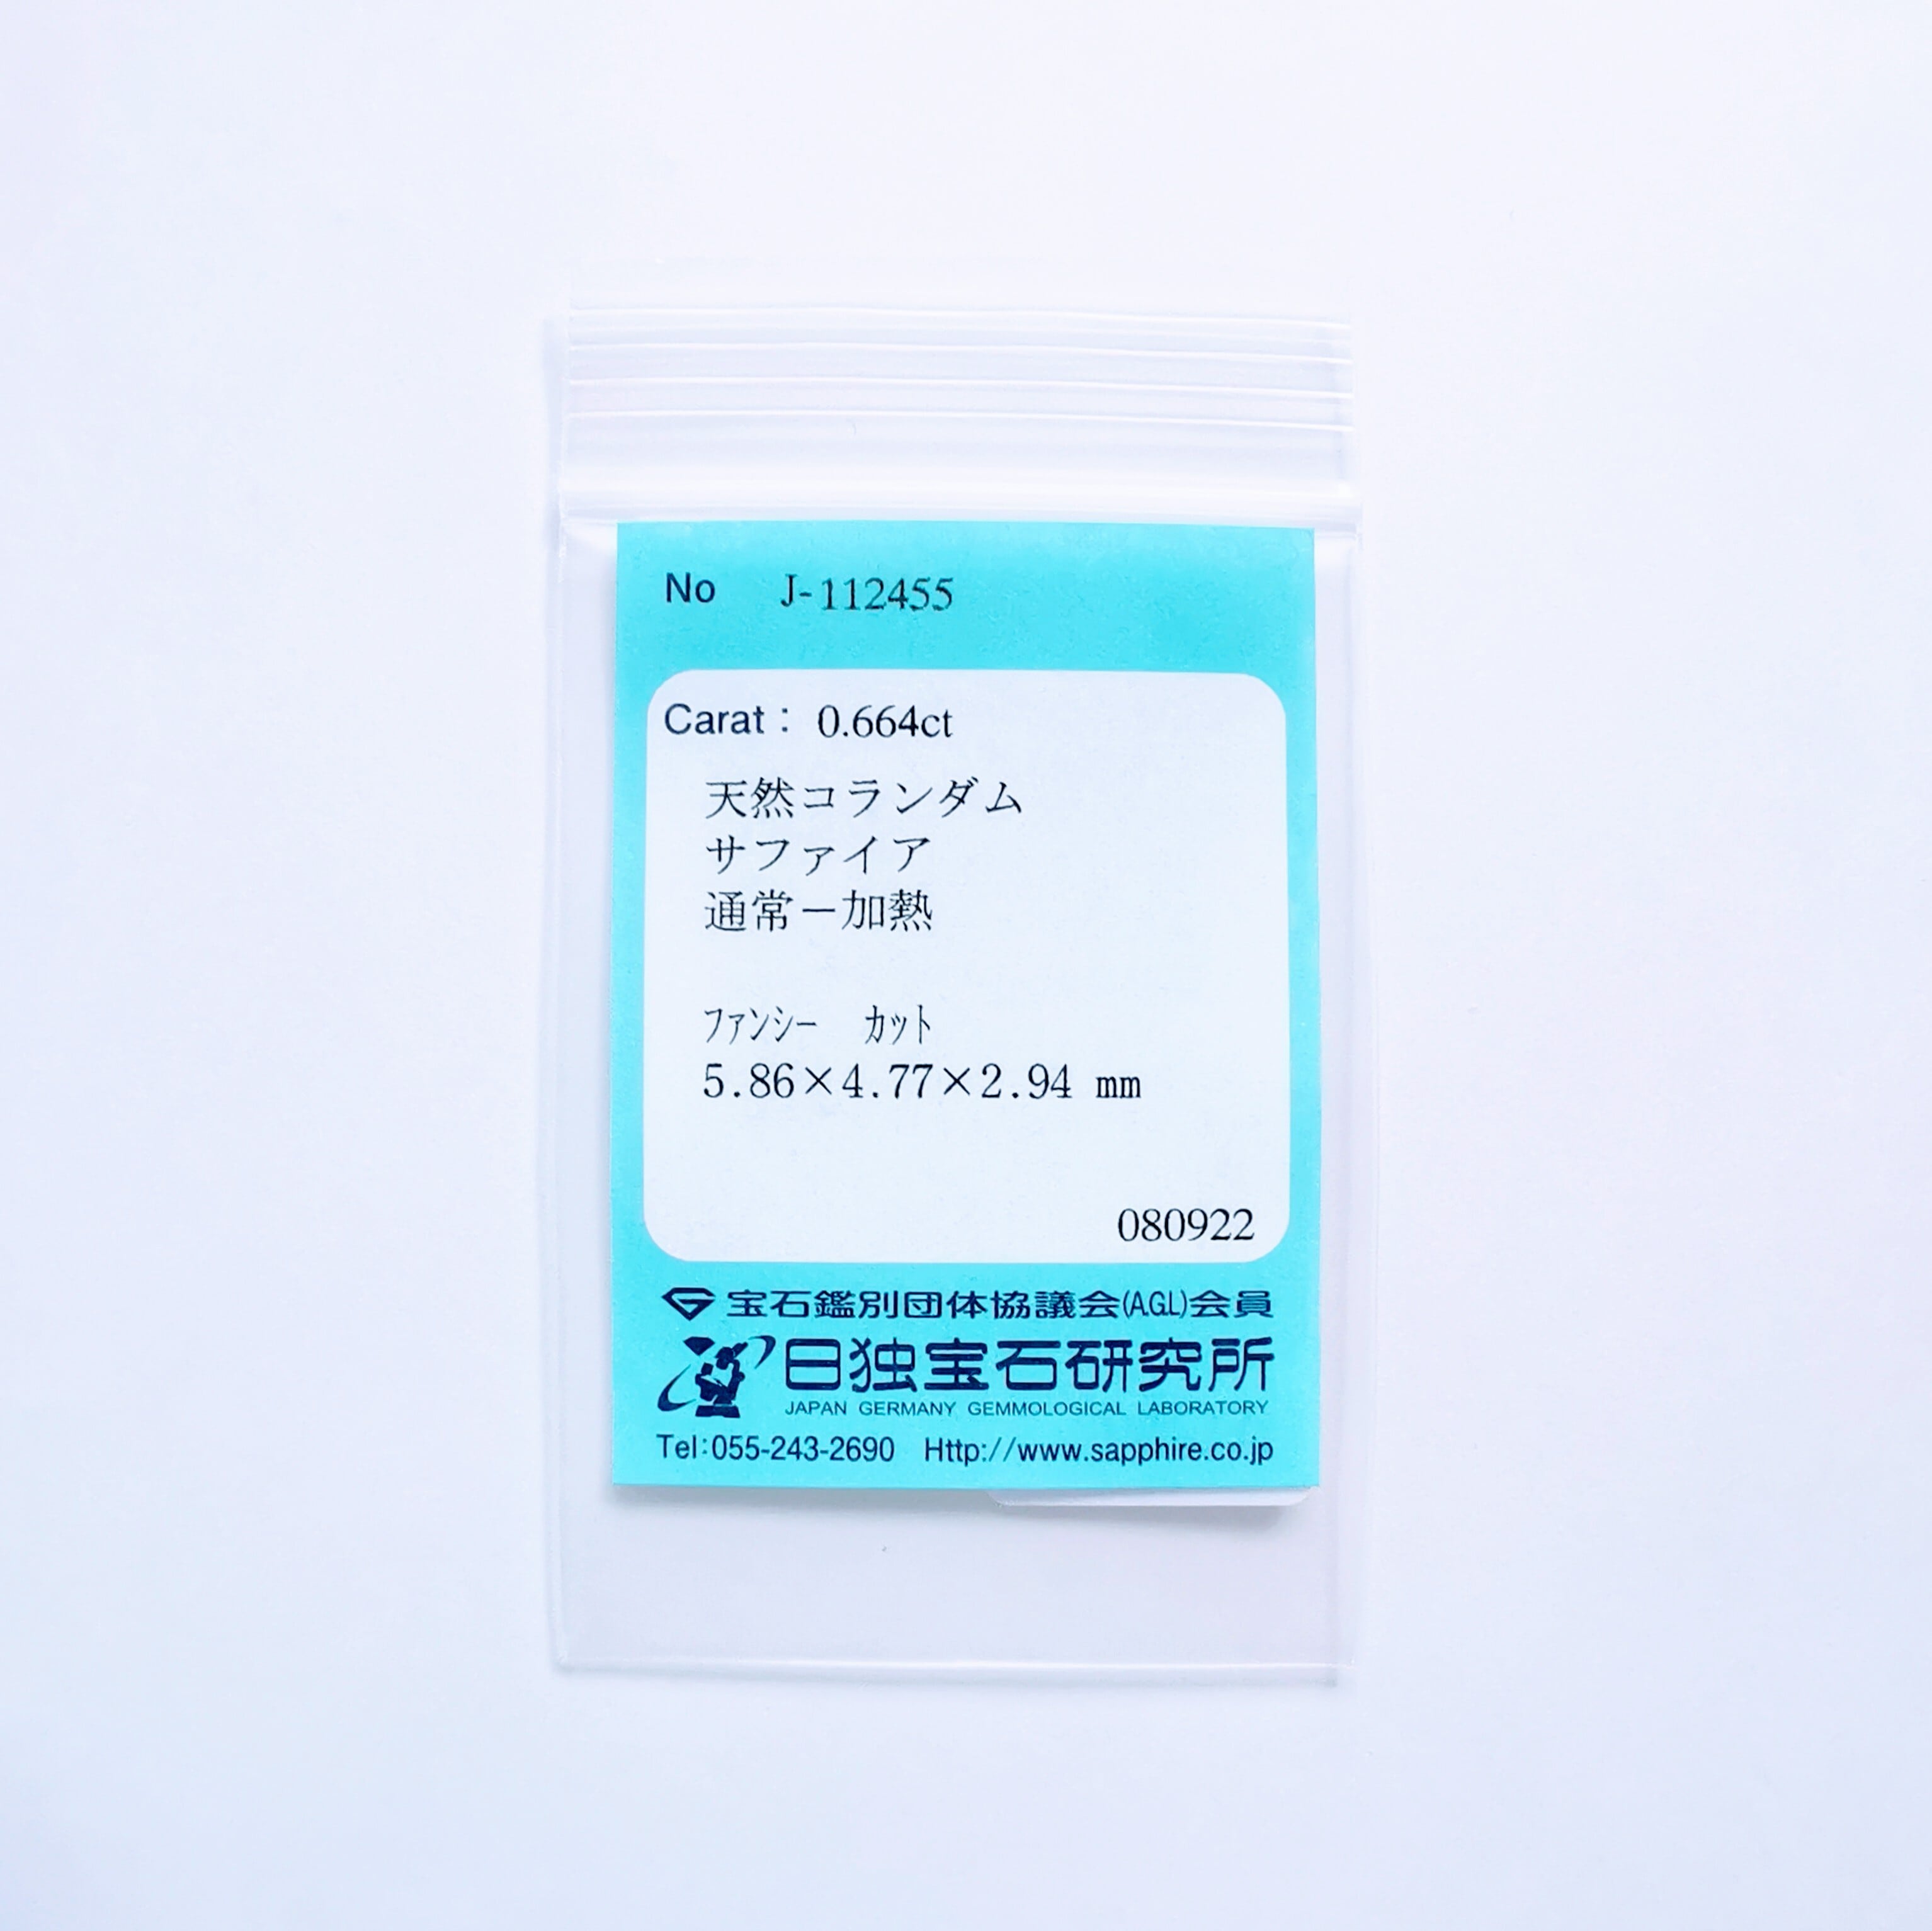 No J-112455
Carat： 0.664ct
天然コランダム
サファイア
通常－加熱
ﾌｧﾝｼｰ ｶｯﾄ
5.86×4.77×2.94 mm
080922
宝石鑑別団体協議会(AGL)会員
日独宝石研究所
JAPAN GERMANY GEMMOLOGICAL LABORATORY
Tel:055-243-2690 Http://www.sapphire.co.jp